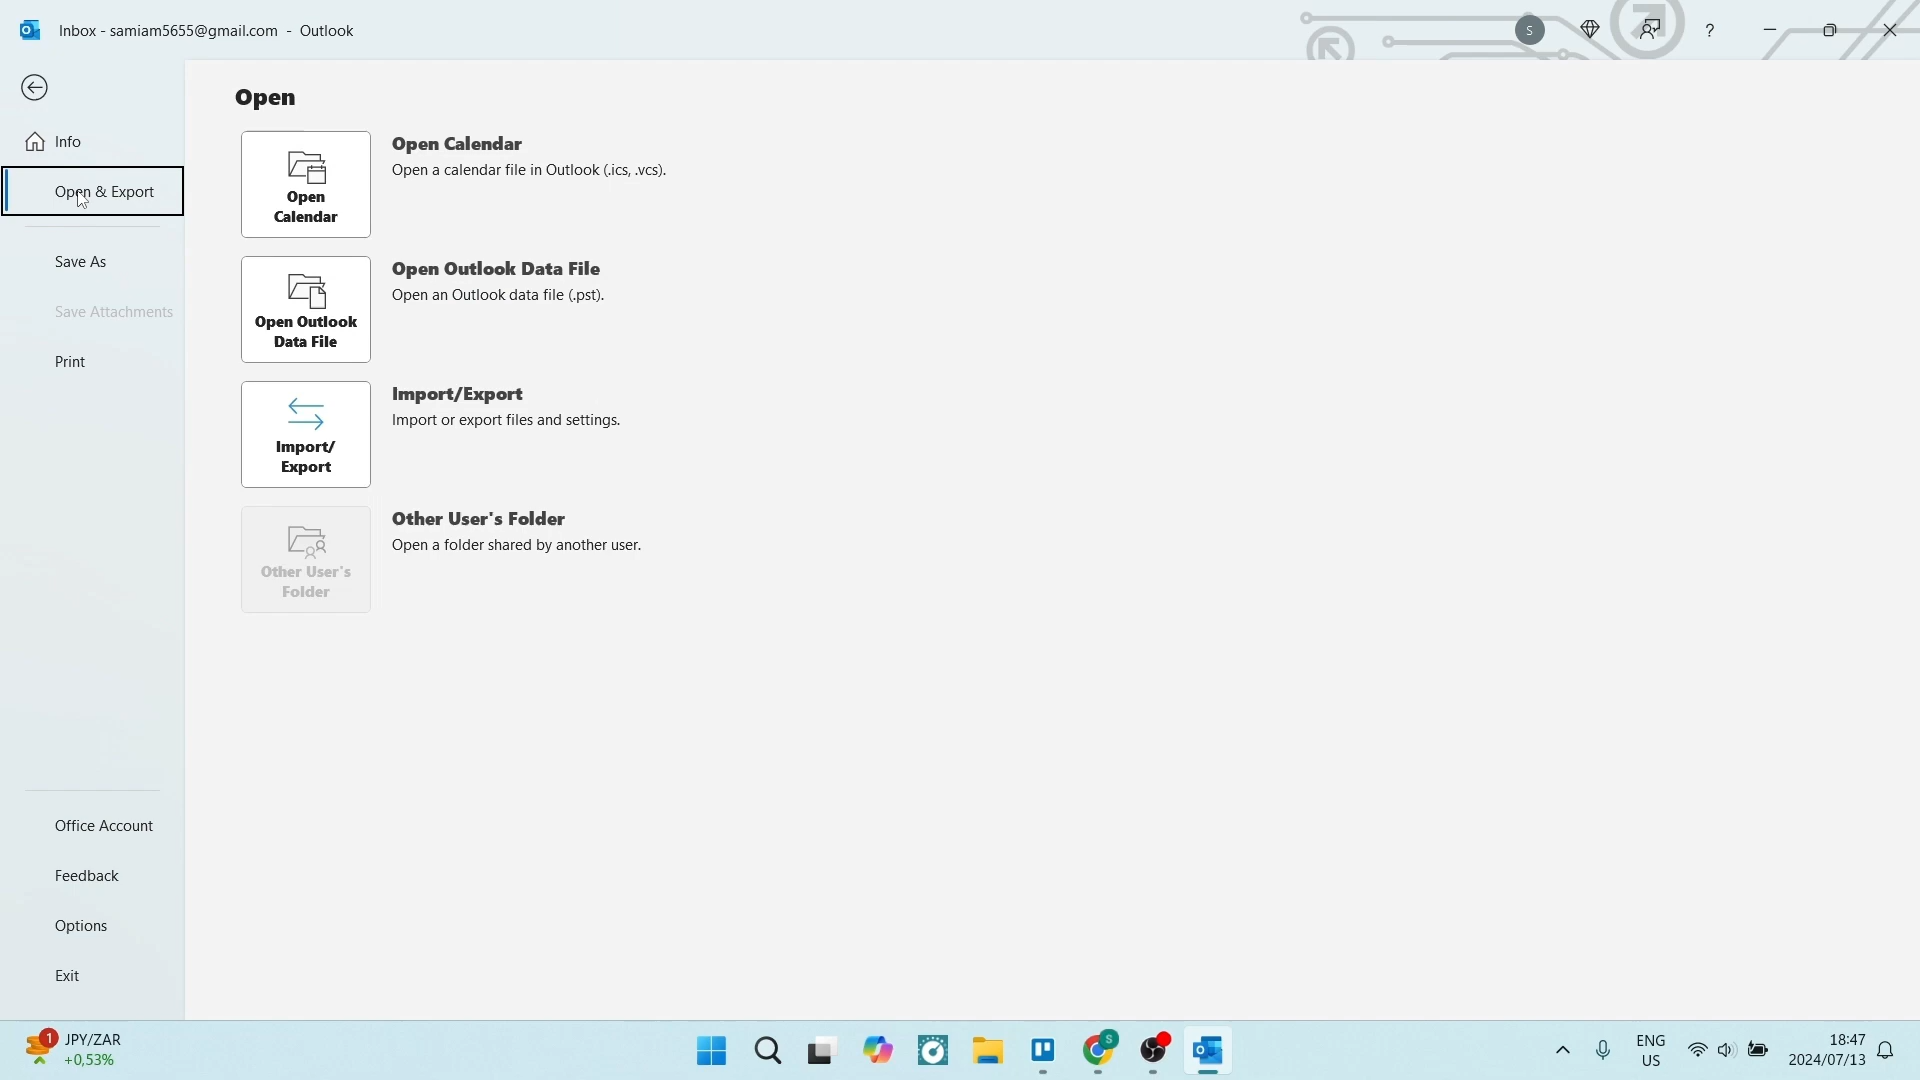 Inbox - samiam5655@gmail.com - Outlook
S
?
Info
Open & Export
Save As
Save Attachments
Print
Office Account
Feedback
Options
Exit
Open
Open
Calendar
Open Calendar
Open a calendar file in Outlook (.ics, .vcs).
Open Outlook
Data File
Open Outlook Data File
Open an Outlook data file (.pst).
Import/
Export
Import/Export
Import or export files and settings.
Other User's
Folder
Other User's Folder
Open a folder shared by another user.
1
JPY/ZAR
+0,53%
S
ENG
US
18:47
2024/07/13